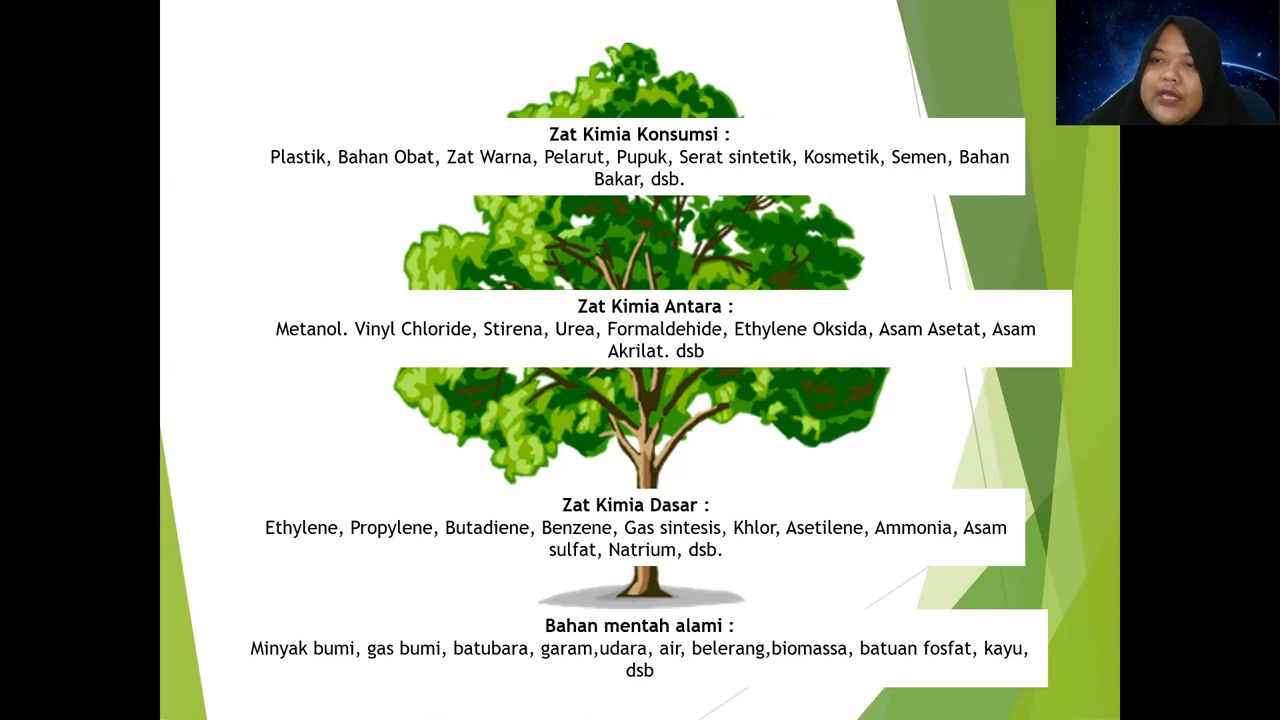 Zat Kimia Konsumsi :
Plastik, Bahan Obat, Zat Warna, Pelarut, Pupuk, Serat sintetik, Kosmetik, Semen, Bahan
Bakar, dsb.
Zat Kimia Antara :
Metanol. Vinyl Chloride, Stirena, Urea, Formaldehide, Ethylene Oksida, Asam Asetat, Asam
Akrilat. dsb
Zat Kimia Dasar :
Ethylene, Propylene, Butadiene, Benzene, Gas sintesis, Khlor, Asetilene, Ammonia, Asam
sulfat, Natrium, dsb.
Bahan mentah alami :
Minyak bumi, gas bumi, batubara, garam,udara, air, belerang,biomassa, batuan fosfat, kayu,
dsb